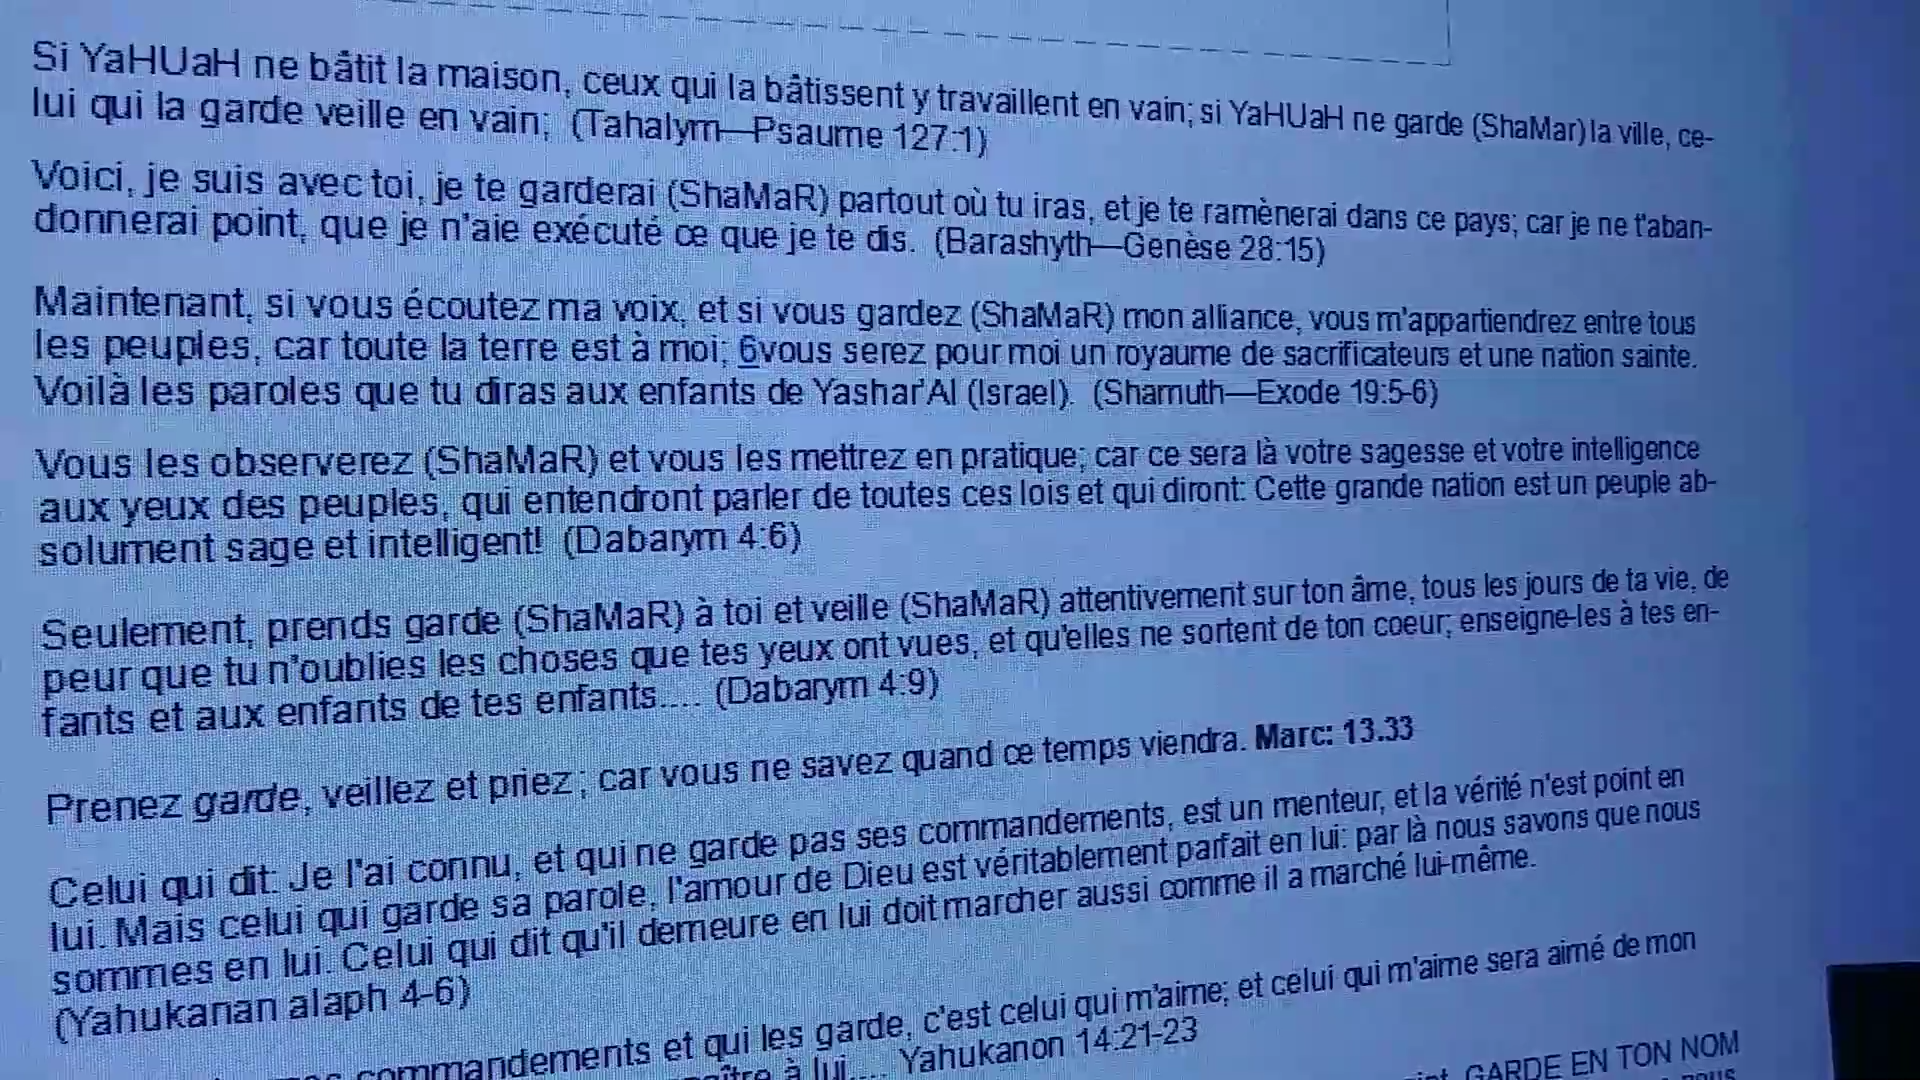 Si YaHUaH ne bâtit la maison, ceux qui la bâtissent y travaillent en vain; si YaHUaH ne garde (ShaMar) la ville, ce-
lui qui la garde veille en vain; (Tahalym—Psaume 127:1)
Voici, je suis avec toi, je te garderai (ShaMaR) partout où tu iras, et je te ramènerai dans ce pays; car je ne t'aban-
donnerai point, que je n'aie exécuté ce que je te dis. (Barashyth—Genèse 28:15)
Maintenant, si vous écoutez ma voix, et si vous gardez (ShaMaR) mon alliance, vous m'appartiendrez entre tous
les peuples, car toute la terre est à moi; 6vous serez pour moi un royaume de sacrificateurs et une nation sainte.
Voilà les paroles que tu diras aux enfants de Yashar'Al (Israel). (Shamuth—Exode 19:5-6)
Vous les observerez (ShaMaR) et vous les mettrez en pratique; car ce sera là votre sagesse et votre intelligence
aux yeux des peuples, qui entendront parler de toutes ces lois et qui diront: Cette grande nation est un peuple ab-
solument sage et intelligent! (Dabarym 4:6)
Seulement, prends garde (ShaMaR) à toi et veille (ShaMaR) attentivement sur ton âme, tous les jours de ta vie, de
peur que tu n'oublies les choses que tes yeux ont vues, et qu'elles ne sortent de ton coeur; enseigne-les à tes en-
fants et aux enfants de tes enfants.... (Dabarym 4:9)
Prenez garde, veillez et priez; car vous ne savez quand ce temps viendra. Marc: 13.33
Celui qui dit: Je l'ai connu, et qui ne garde pas ses commandements, est un menteur, et la vérité n'est point en
lui. Mais celui qui garde sa parole, l'amour de Dieu est véritablement parfait en lui: par là nous savons que nous
sommes en lui. Celui qui dit qu'il demeure en lui doit marcher aussi comme il a marché lui-même.
(Yahukanan alaph 4-6)
commandements et qui les garde, c'est celui qui m'aime; et celui qui m'aime sera aimé de mon
à lui.... Yahukanon 14:21-23
GARDE EN TON NOM